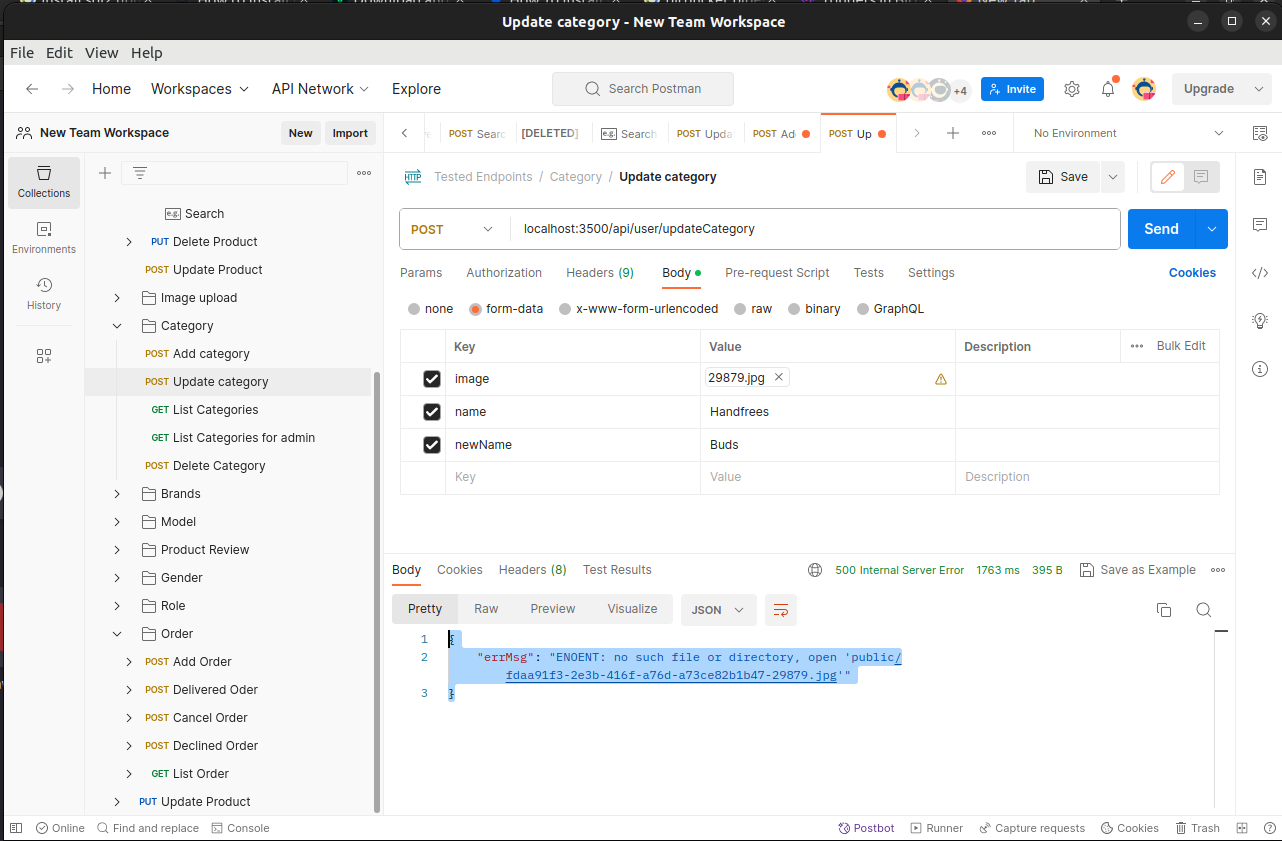 Update category - New Team Workspace
File Edit View Help
Home Workspaces API Network Explore Search Postman +4 Invite Upgrade
New Team Workspace New Import
POST Searc [DELETED] e.g. Search POST Upda POST Ad POST Up No Environment
Collections
Environments
History
e.g. Search
PUT Delete Product
POST Update Product
Image upload
Category
POST Add category
POST Update category
GET List Categories
GET List Categories for admin
POST Delete Category
Brands
Model
Product Review
Gender
Role
Order
POST Add Order
POST Delivered Oder
POST Cancel Order
POST Declined Order
GET List Order
PUT Update Product
HTTP Tested Endpoints / Category / Update category Save
POST localhost:3500/api/user/updateCategory Send
Params Authorization Headers (9) Body Pre-request Script Tests Settings Cookies
none form-data x-www-form-urlencoded raw binary GraphQL
Key Value Description Bulk Edit
image 29879.jpg
name Handfrees
newName Buds
Key Value Description
Body Cookies Headers (8) Test Results 500 Internal Server Error 1763 ms 395 B Save as Example
Pretty Raw Preview Visualize JSON
1 {
2 "errMsg": "ENOENT: no such file or directory, open 'public/
fdaa91f3-2e3b-416f-a76d-a73ce82b1b47-29879.jpg'"
3 }
Online Find and replace Console Postbot Runner Capture requests Cookies Trash